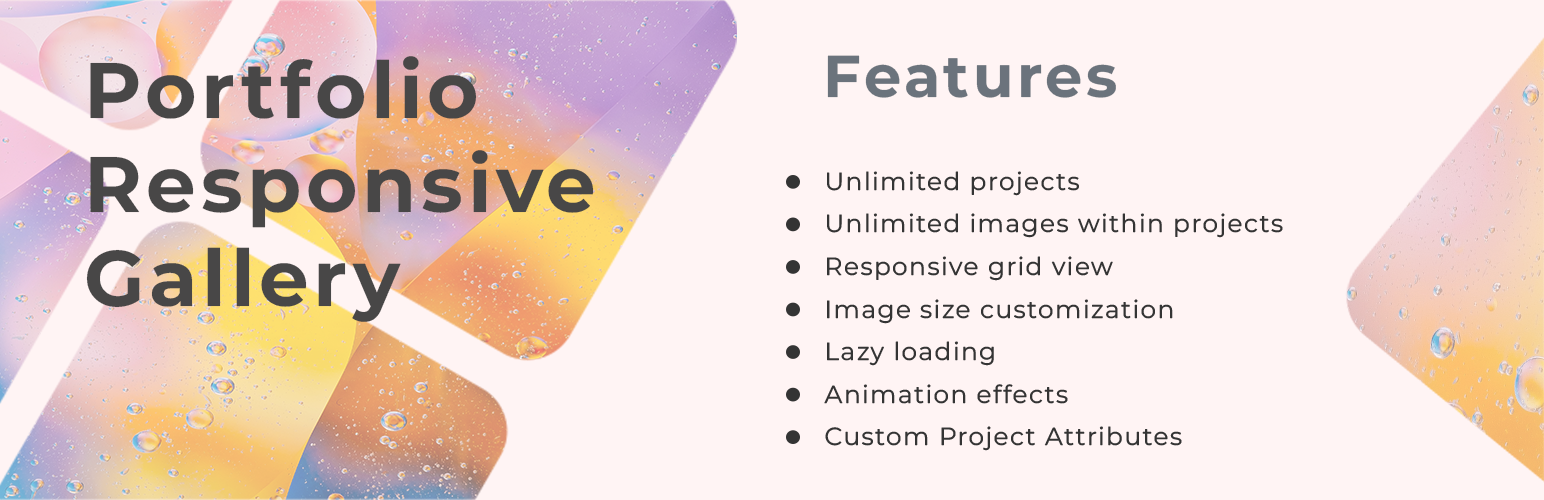 Portfolio
Responsive
Gallery
Features
Unlimited projects
Unlimited images within projects
Responsive grid view
Image size customization
Lazy loading
Animation effects
Custom Project Attributes